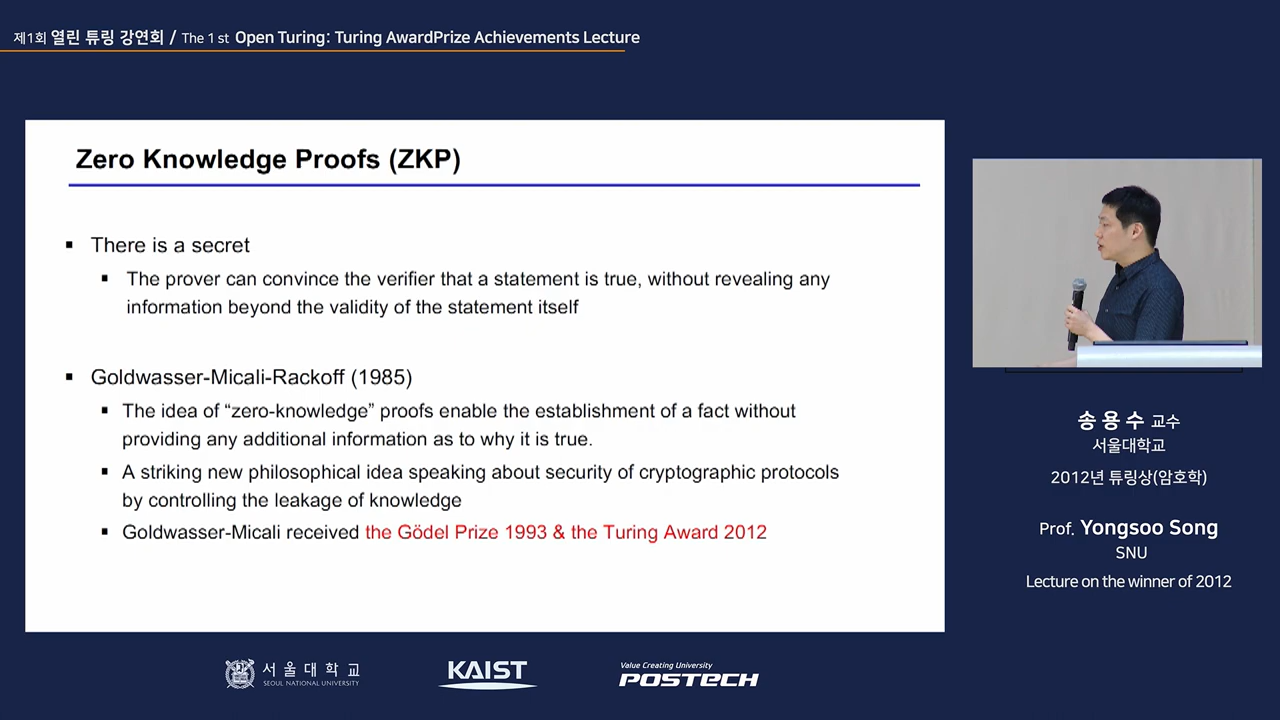 제1회 열린 튜링 강연회 / The 1 st Open Turing: Turing AwardPrize Achievements Lecture
Zero Knowledge Proofs (ZKP)
▪ There is a secret
▪ The prover can convince the verifier that a statement is true, without revealing any
information beyond the validity of the statement itself
▪ Goldwasser-Micali-Rackoff (1985)
▪ The idea of “zero-knowledge” proofs enable the establishment of a fact without
providing any additional information as to why it is true.
▪ A striking new philosophical idea speaking about security of cryptographic protocols
by controlling the leakage of knowledge
▪ Goldwasser-Micali received the Gödel Prize 1993 & the Turing Award 2012
송 용 수 교수
서울대학교
2012년 튜링상(암호학)
Prof. Yongsoo Song
SNU
Lecture on the winner of 2012
서울대학교
SEOUL NATIONAL UNIVERSITY
KAIST
Value Creating University
POSTECH